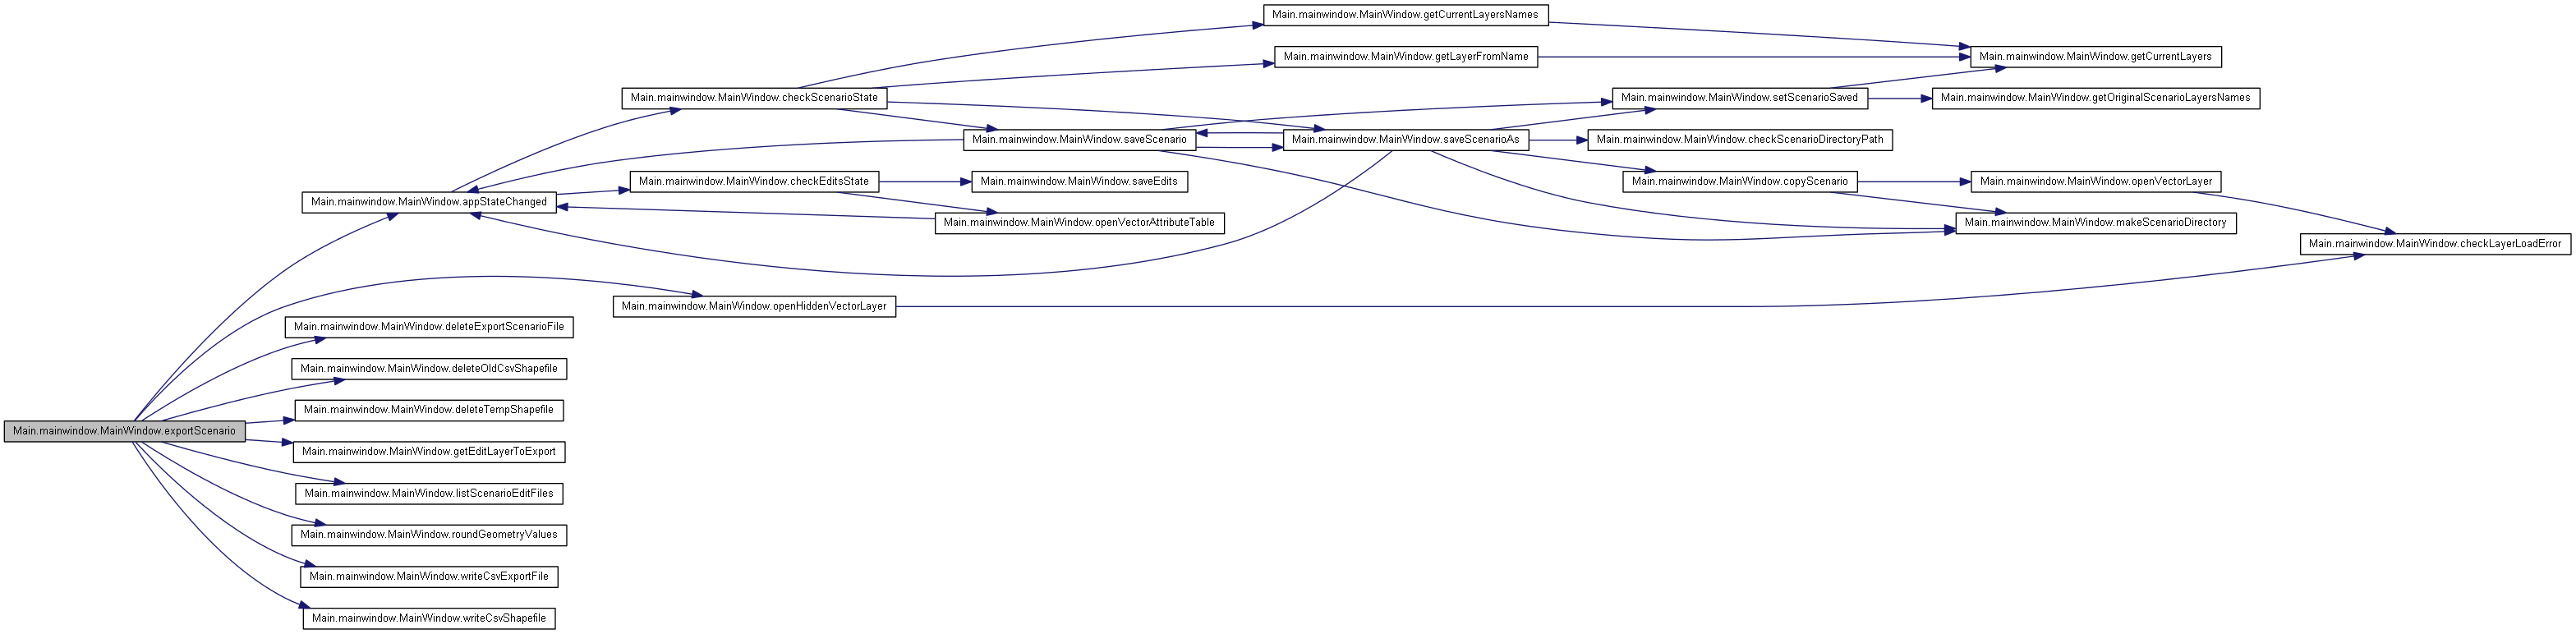 Main.mainwindow.MainWindow.getCurrentLayersNames
Main.mainwindow.MainWindow.getLayerFromName
Main.mainwindow.MainWindow.getCurrentLayers
Main.mainwindow.MainWindow.checkScenarioState
Main.mainwindow.MainWindow.setScenarioSaved
Main.mainwindow.MainWindow.getOriginalScenarioLayersNames
Main.mainwindow.MainWindow.saveScenario
Main.mainwindow.MainWindow.saveScenarioAs
Main.mainwindow.MainWindow.checkScenarioDirectoryPath
Main.mainwindow.MainWindow.checkEditsState
Main.mainwindow.MainWindow.saveEdits
Main.mainwindow.MainWindow.copyScenario
Main.mainwindow.MainWindow.openVectorLayer
Main.mainwindow.MainWindow.appStateChanged
Main.mainwindow.MainWindow.openVectorAttributeTable
Main.mainwindow.MainWindow.makeScenarioDirectory
Main.mainwindow.MainWindow.checkLayerLoadError
Main.mainwindow.MainWindow.openHiddenVectorLayer
Main.mainwindow.MainWindow.deleteExportScenarioFile
Main.mainwindow.MainWindow.deleteOldCsvShapefile
Main.mainwindow.MainWindow.deleteTempShapefile
Main.mainwindow.MainWindow.exportScenario
Main.mainwindow.MainWindow.getEditLayerToExport
Main.mainwindow.MainWindow.listScenarioEditFiles
Main.mainwindow.MainWindow.roundGeometryValues
Main.mainwindow.MainWindow.writeCsvExportFile
Main.mainwindow.MainWindow.writeCsvShapefile